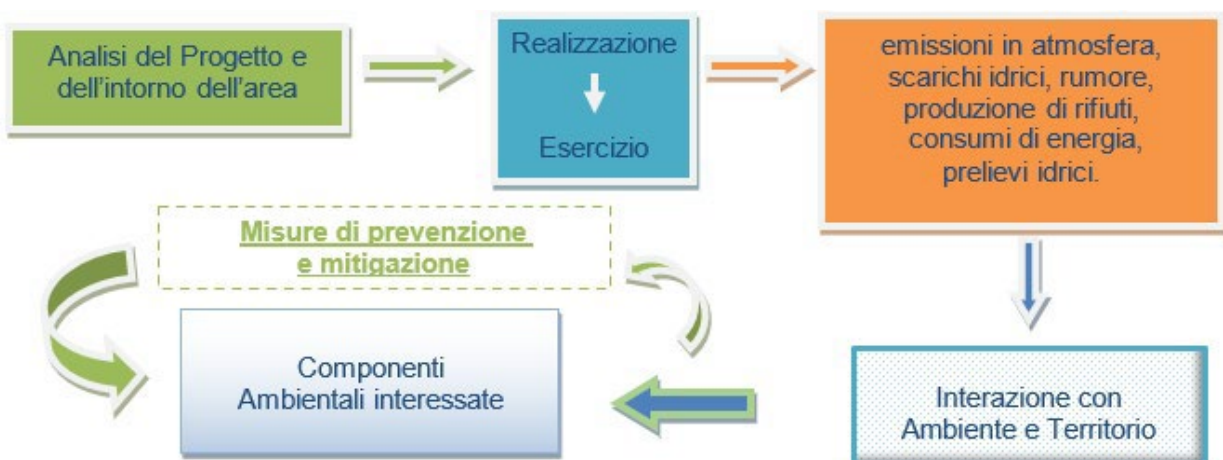 Analisi del Progetto e
dell'intorno dell'area
Realizzazione
Esercizio
emissioni in atmosfera,
scarichi idrici, rumore,
produzione di rifiuti,
consumi di energia,
prelievi idrici.
Interazione con
Ambiente e Territorio
Componenti
Ambientali interessate
Misure di prevenzione
e mitigazione